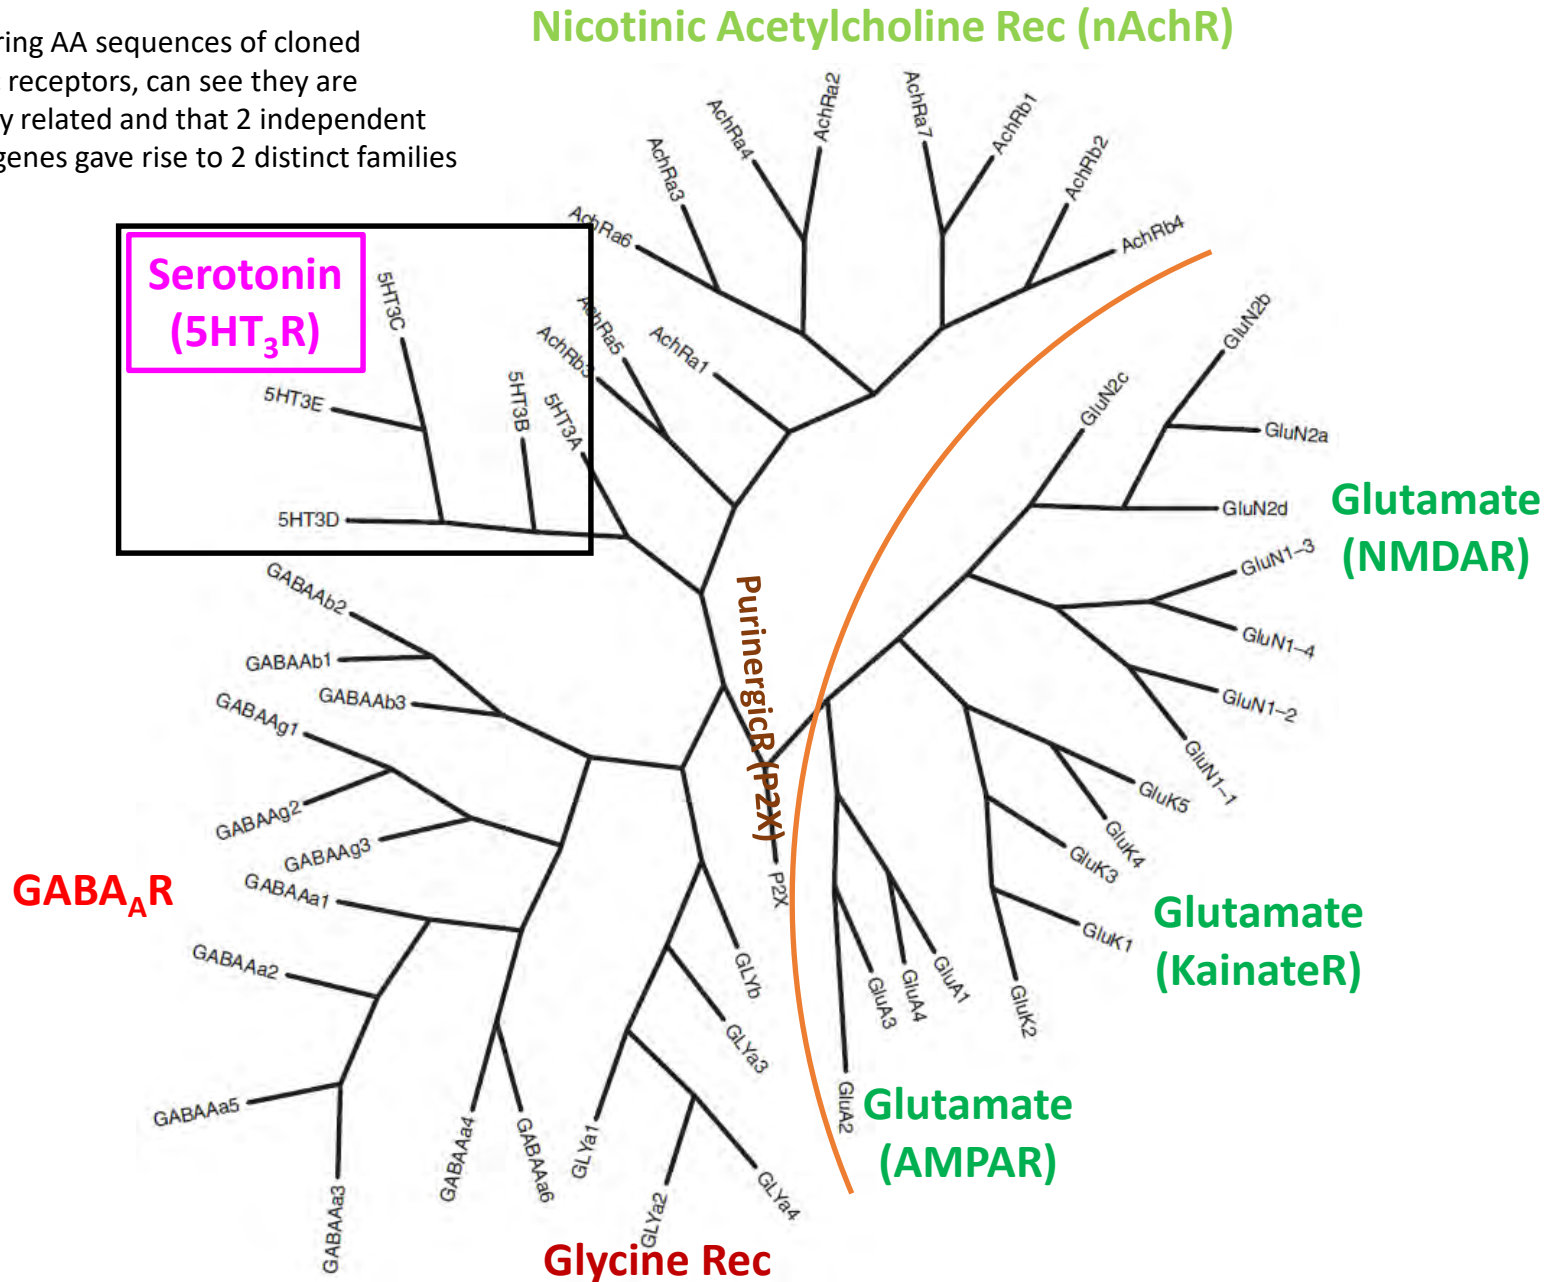 Nicotinic Acetylcholine Rec (nAchR)
ring AA sequences of cloned
receptors, can see they are
y related and that 2 independent
genes gave rise to 2 distinct families
AchRa6
AchRa3
AchRa4
AchRa2
AchRa7
AchRb1
AchRb2
AchRb4
Serotonin
(5HT₃R)
5HT3C
5HT3E
5HT3B
5HT3A
5HT3D
AchRb3
AchRa5
AchRa1
GluN2b
GluN2c
GluN2a
GluN2d
Glutamate
(NMDAR)
GluN1–3
GluN1–4
GluN1–2
GluN1–1
PurinergicR (P2X)
P2X
GABAAb2
GABAAb1
GABAAb3
GABAAg1
GABAAg2
GABAAg3
GABA_AR
GABAAa1
GABAAa2
GABAAa5
GABAAa3
GABAAa4
GABAAa6
GLYa1
GLYa2
GLYa4
GLYa3
GLYb
Glycine Rec
GluK5
GluK4
GluK3
GluK1
GluK2
Glutamate
(KainateR)
GluA1
GluA4
GluA3
GluA2
Glutamate
(AMPAR)